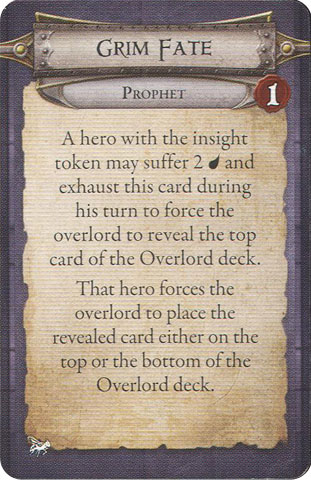 Grim Fate
Prophet
1
A hero with the insight
token may suffer 2 and
exhaust this card during
his turn to force the
overlord to reveal the top
card of the Overlord deck.
That hero forces the
overlord to place the
revealed card either on the
top or the bottom of the
Overlord deck.